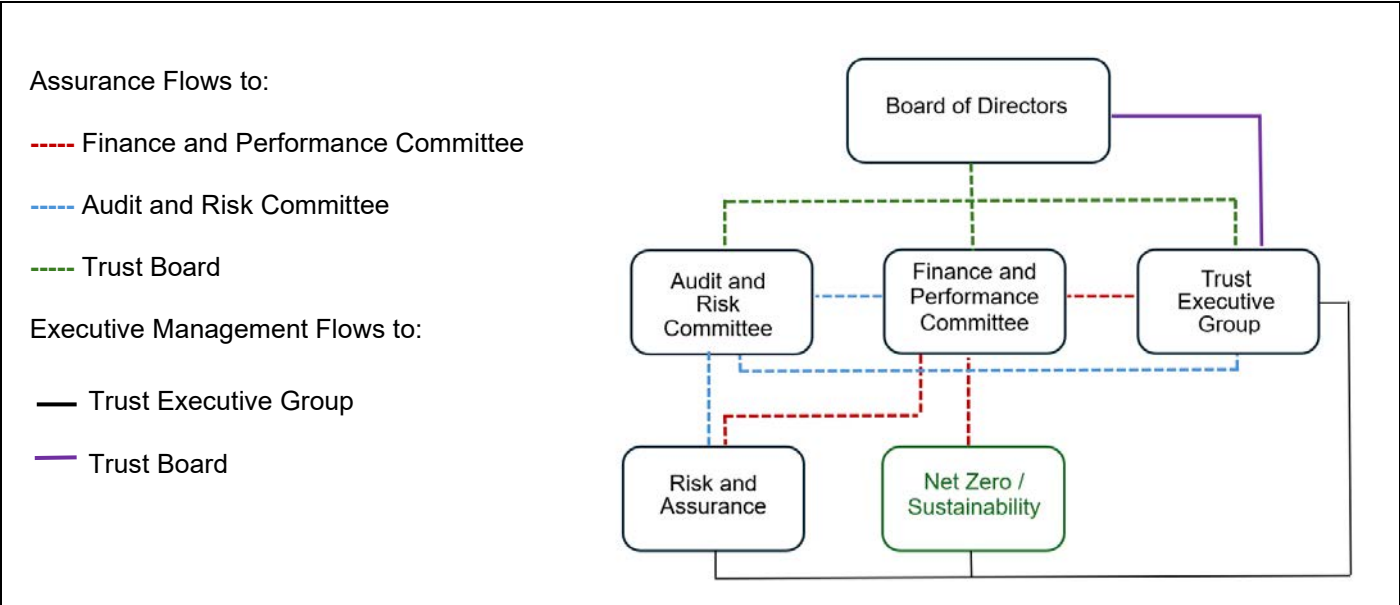 Assurance Flows to:
Finance and Performance Committee
Audit and Risk Committee
Trust Board
Executive Management Flows to:
Trust Executive Group
Trust Board
Board of Directors
Audit and
Risk
Committee
Finance and
Performance
Committee
Trust
Executive
Group
Risk and
Assurance
Net Zero /
Sustainability